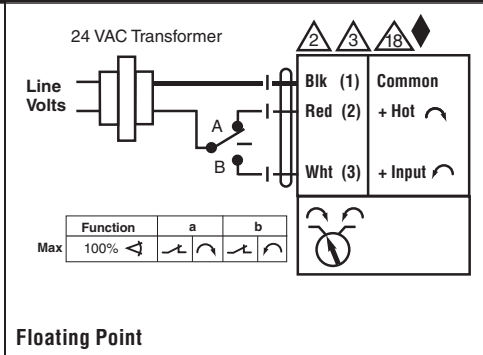 24 VAC Transformer
2 3 18
Line
Volts
Blk (1) Common
Red (2) + Hot
A
B
Wht (3) + Input
Function a b
Max 100%
Floating Point